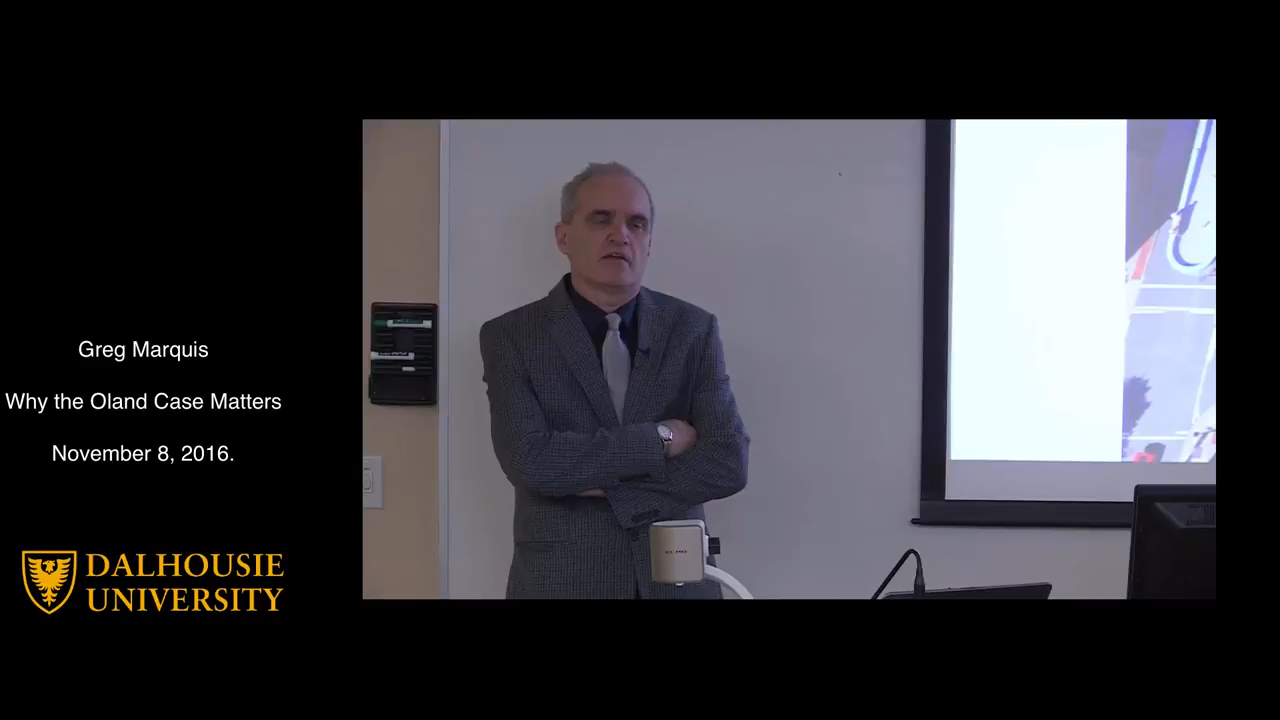 Greg Marquis
Why the Oland Case Matters
November 8, 2016.
DALHOUSIE
UNIVERSITY